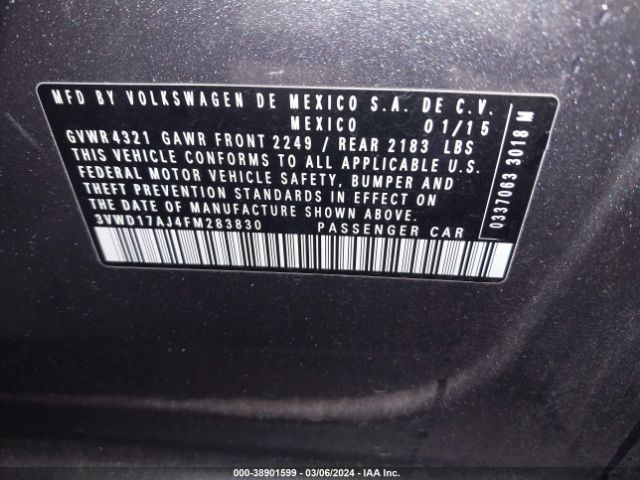 MFD BY VOLKSWAGEN DE MEXICO S.A. DE C.V.
MEXICO 01/15
GVWR 4321 GAWR FRONT 2249 / REAR 2183 LBS
THIS VEHICLE CONFORMS TO ALL APPLICABLE U.S.
FEDERAL MOTOR VEHICLE SAFETY, BUMPER AND
THEFT PREVENTION STANDARDS IN EFFECT ON
THE DATE OF MANUFACTURE SHOWN ABOVE.
3VWD17AJ4FM283830 PASSENGER CAR
0337063 3018 M
000-38901599 - 03/06/2024 - IAA Inc.